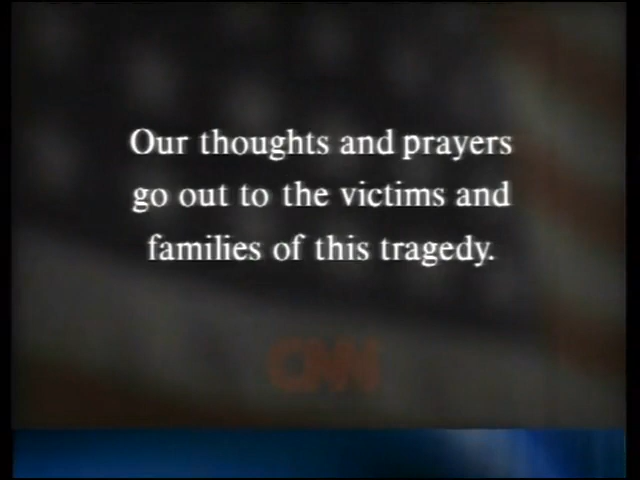 Our thoughts and prayers
go out to the victims and
families of this tragedy.
CNN